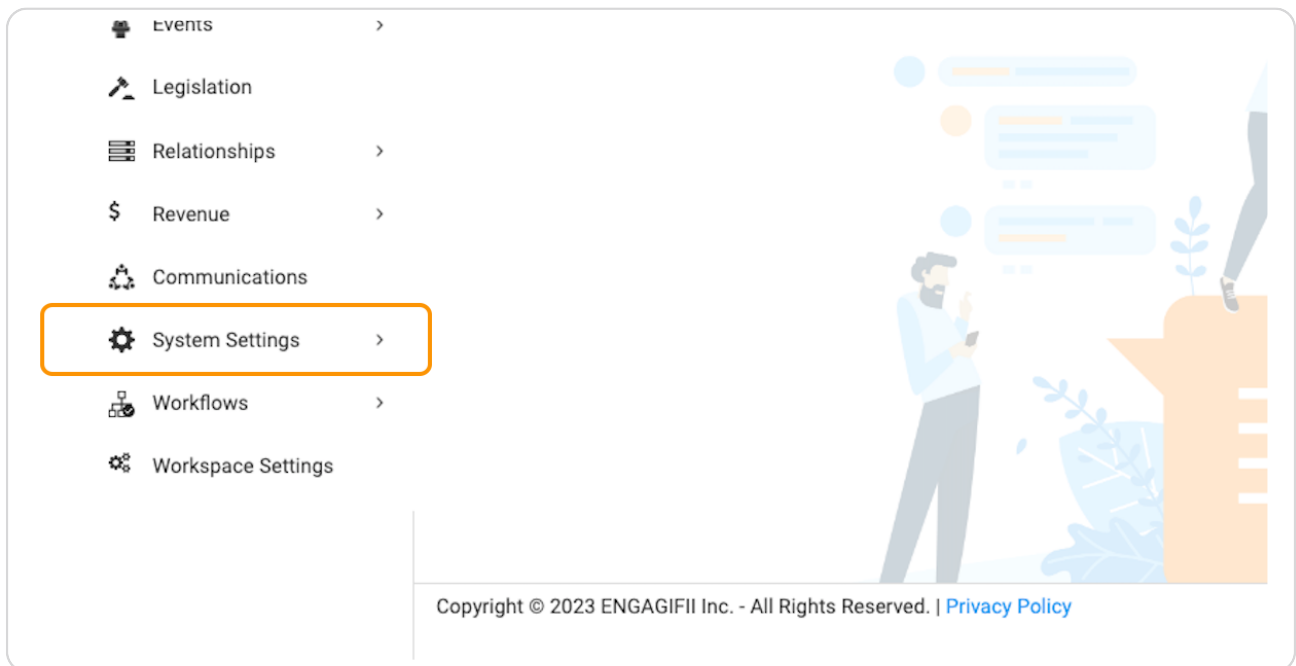 Events
Legislation
Relationships
Revenue
Communications
System Settings
Workflows
Workspace Settings
Copyright © 2023 ENGAGIFII Inc. - All Rights Reserved. | Privacy Policy